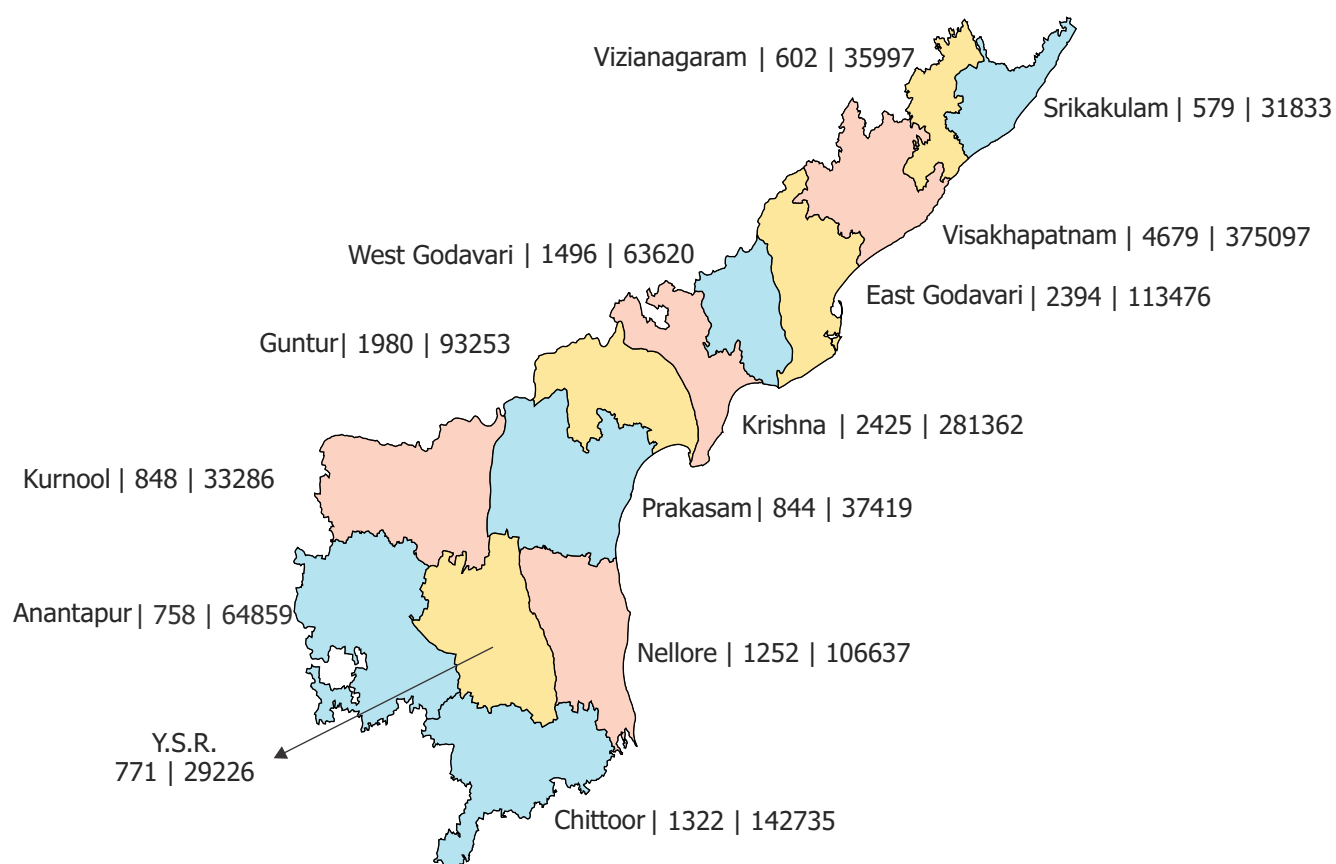 Vizianagaram | 602 | 35997
Srikakulam | 579 | 31833
Visakhapatnam | 4679 | 375097
West Godavari | 1496 | 63620
East Godavari | 2394 | 113476
Guntur| 1980 | 93253
Krishna | 2425 | 281362
Kurnool | 848 | 33286
Prakasam| 844 | 37419
Anantapur| 758 | 64859
Nellore | 1252 | 106637
Y.S.R.
771 | 29226
Chittoor | 1322 | 142735